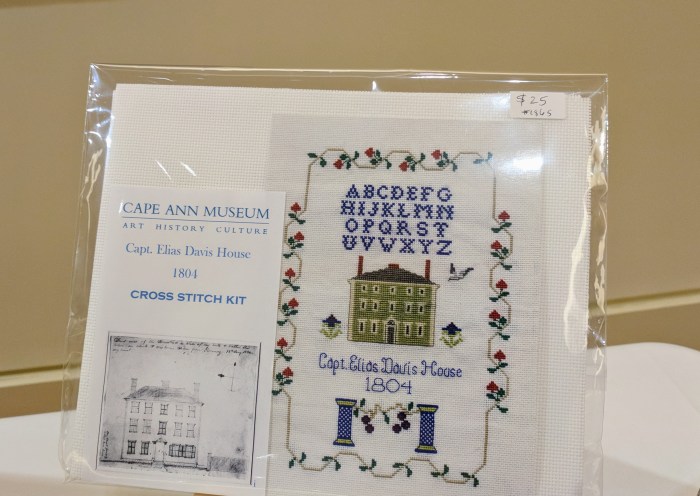 $25
#1365
CAPE ANN MUSEUM
ART HISTORY CULTURE
Capt. Elias Davis House
1804
CROSS STITCH KIT
ABCDEFG
HIJKLMN
OPQRST
UVWXYZ
Capt. Elias Davis House
1804